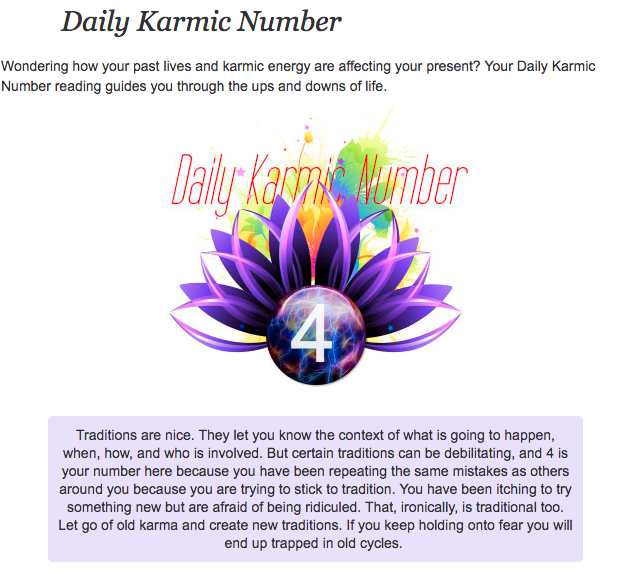 Daily Karmic Number
Wondering how your past lives and karmic energy are affecting your present? Your Daily Karmic
Number reading guides you through the ups and downs of life.
Daily Karmic Number
4
Traditions are nice. They let you know the context of what is going to happen,
when, how, and who is involved. But certain traditions can be debilitating, and 4 is
your number here because you have been repeating the same mistakes as others
around you because you are trying to stick to tradition. You have been itching to try
something new but are afraid of being ridiculed. That, ironically, is traditional too.
Let go of old karma and create new traditions. If you keep holding onto fear you will
end up trapped in old cycles.